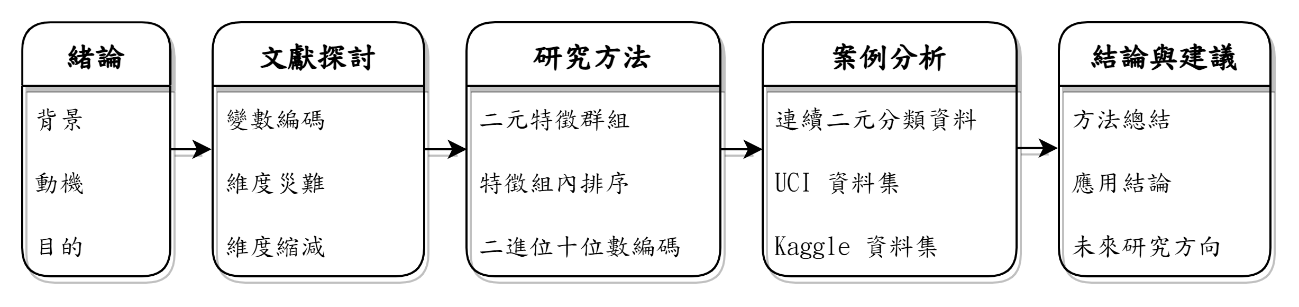 緒論
背景
動機
目的
文獻探討
變數編碼
維度災難
維度縮減
研究方法
二元特徵群組
特徵組內排序
二進位十位數編碼
案例分析
連續二元分類資料
UCI 資料集
Kaggle 資料集
結論與建議
方法總結
應用結論
未來研究方向